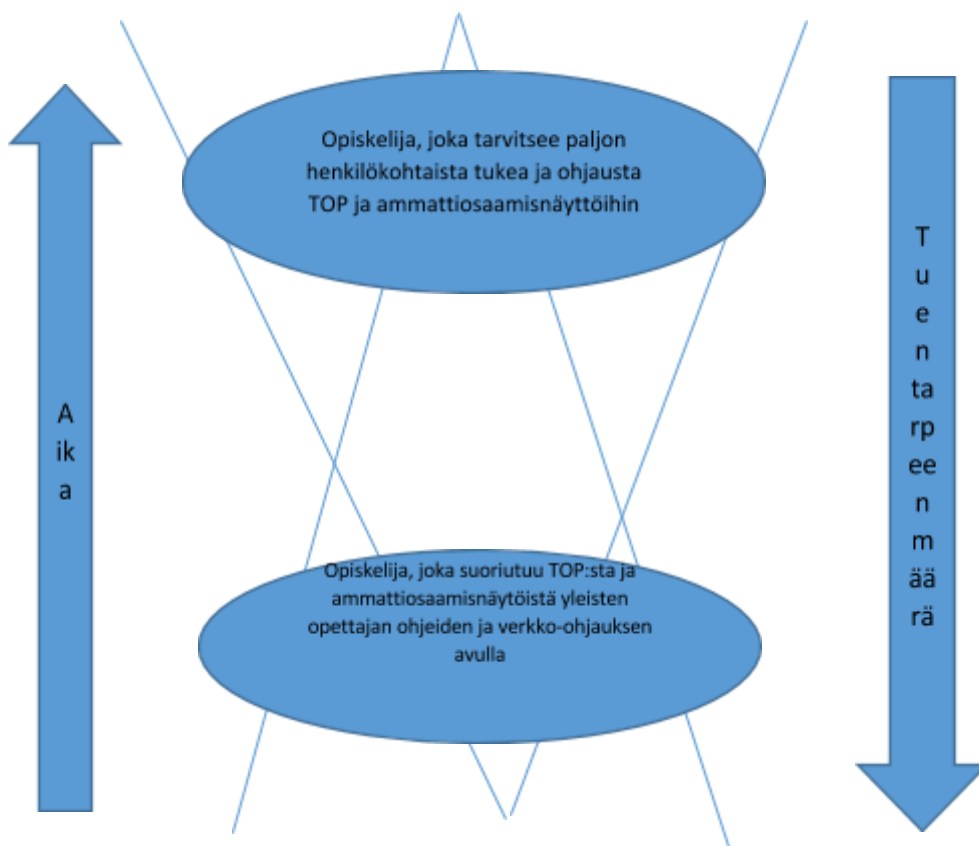 Opiskelija, joka tarvitsee paljon
henkilökohtaista tukea ja ohjausta
TOP ja ammattiosaamisnäyttöihin
A
ik
a
T
u
e
n
ta
rp
ee
n
m
ää
rä
Opiskelija, joka suoriutuu TOP:sta ja
ammattiosaamisnäytöistä yleisten
opettajan ohjeiden ja verkko-ohjauksen
avulla